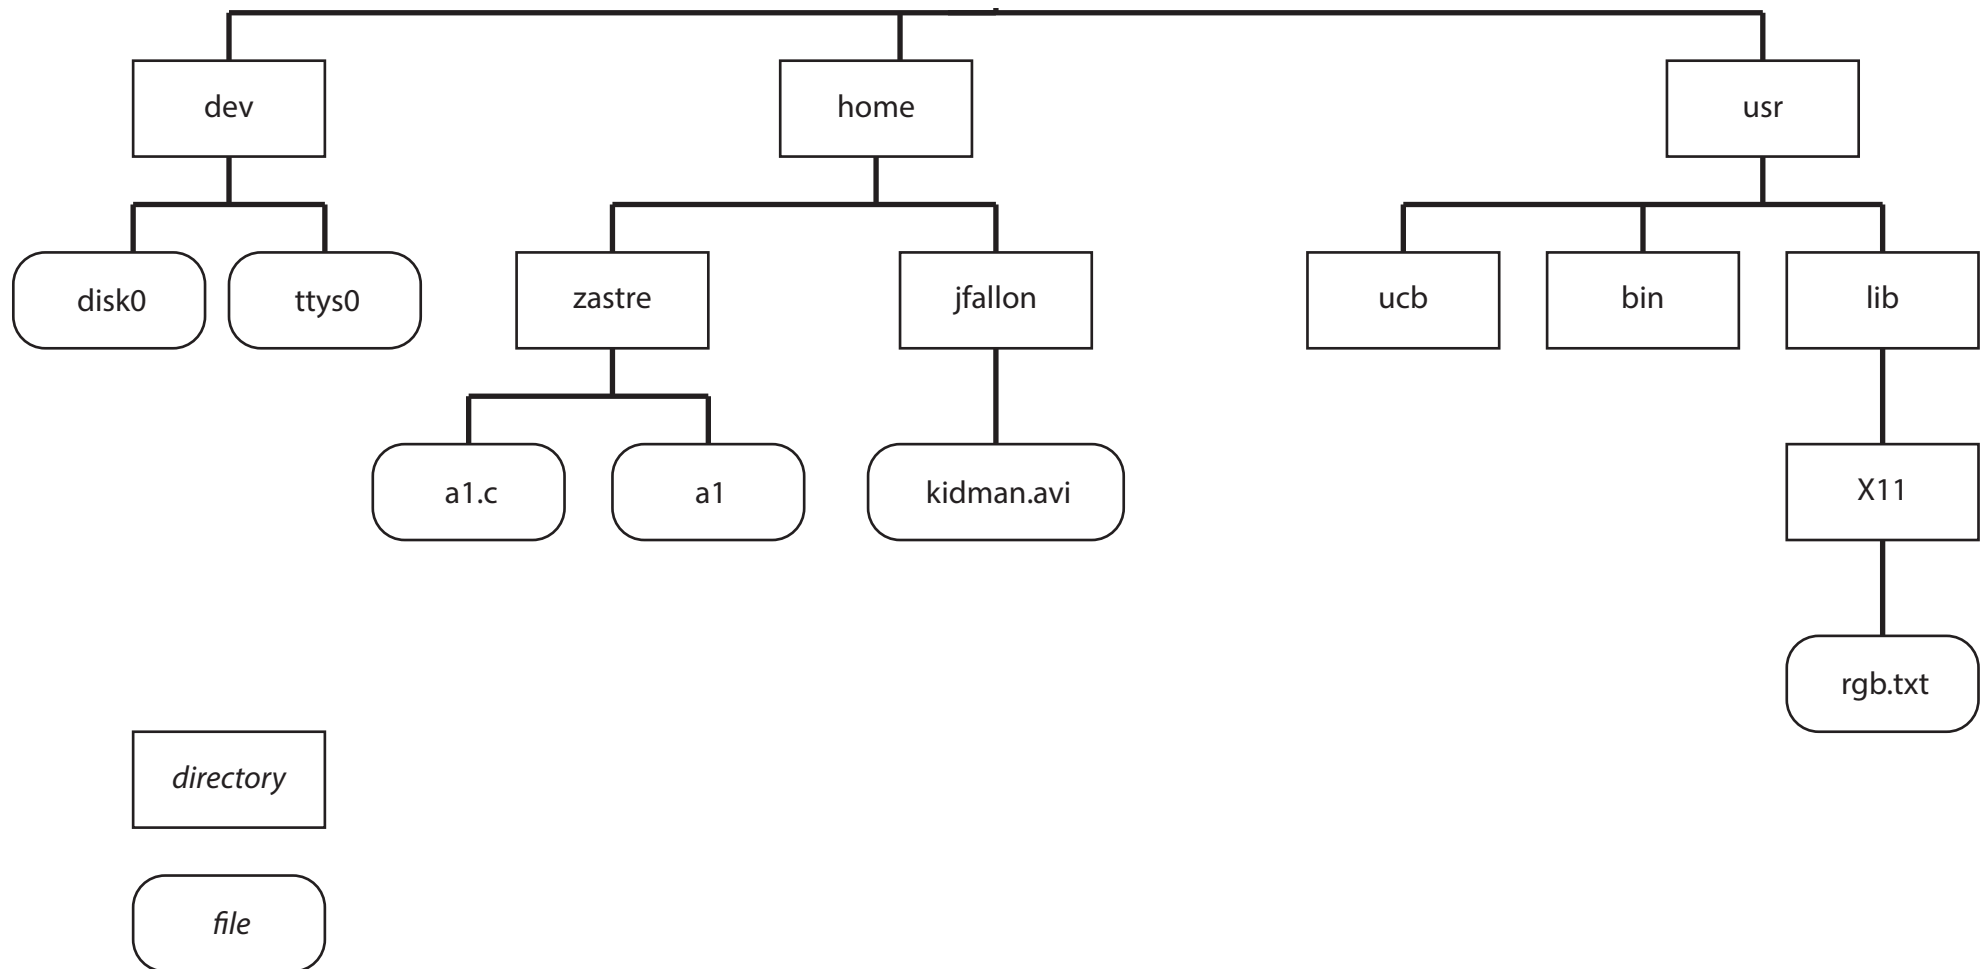 dev
home
usr
disk0
ttys0
zastre
jfallon
ucb
bin
lib
a1.c
a1
kidman.avi
X11
rgb.txt
directory
file